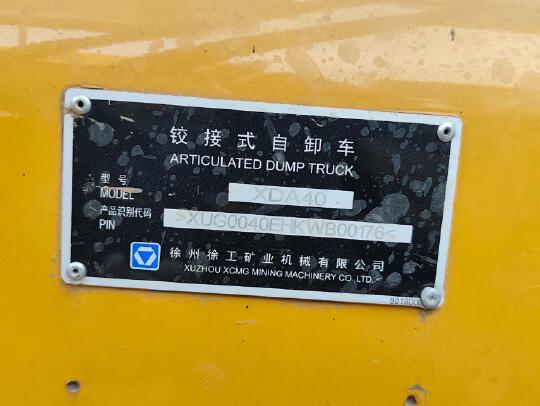 铰接式自卸车
ARTICULATED DUMP TRUCK
型号
MODEL XDA40
产品识别代码
PIN >XUG0040EHKWB00176<
徐州徐工矿业机械有限公司
XUZHOU XCMG MINING MACHINERY CO.,LTD.